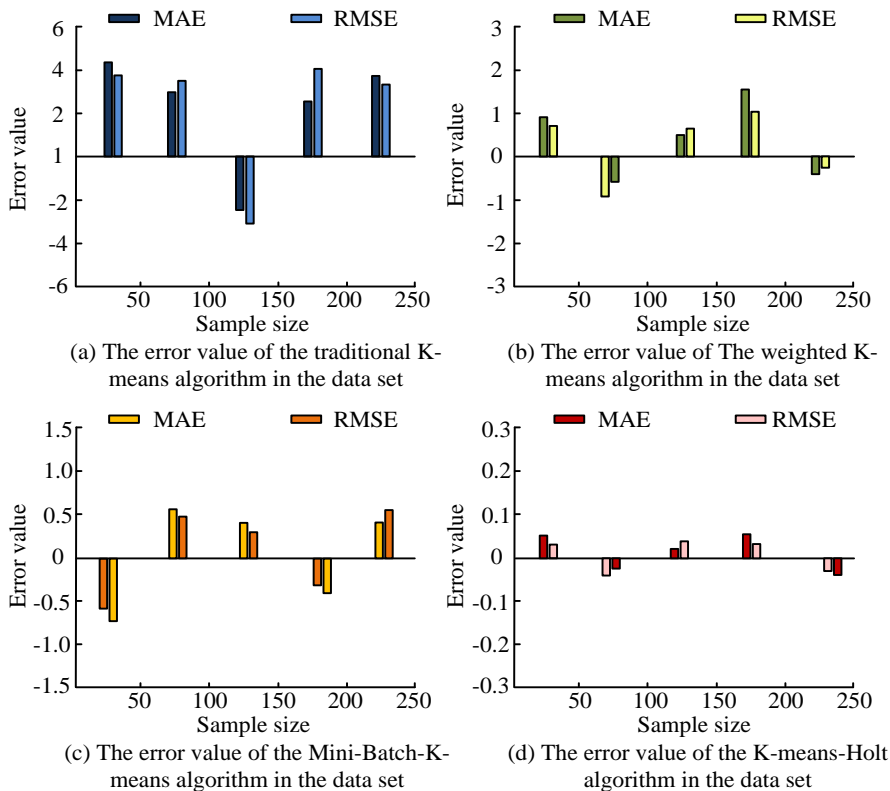 MAE RMSE
6
4
2
1
-2
-4
-6
Error value
50 100 150 200 250
Sample size
(a) The error value of the traditional K-
means algorithm in the data set
MAE RMSE
3
2
1
0
-1
-2
-3
Error value
50 100 150 200 250
Sample size
(b) The error value of The weighted K-
means algorithm in the data set
MAE RMSE
1.5
1.0
0.5
0
-0.5
-1.0
-1.5
Error value
50 100 150 200 250
Sample size
(c) The error value of the Mini-Batch-K-
means algorithm in the data set
MAE RMSE
0.3
0.2
0.1
0
-0.1
-0.2
-0.3
Error value
50 100 150 200 250
Sample size
(d) The error value of the K-means-Holt
algorithm in the data set